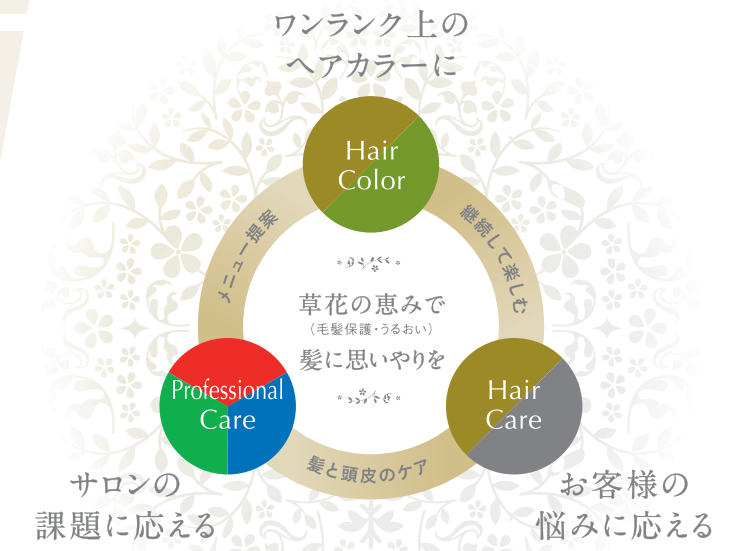 ワンランク上の
ヘアカラーに
Hair
Color
メニュー提案
継続して楽しむ
草花の恵みで
（毛髪保護・うるおい）
髪に思いやりを
Professional
Care
Hair
Care
髪と頭皮のケア
サロンの
課題に応える
お客様の
悩みに応える